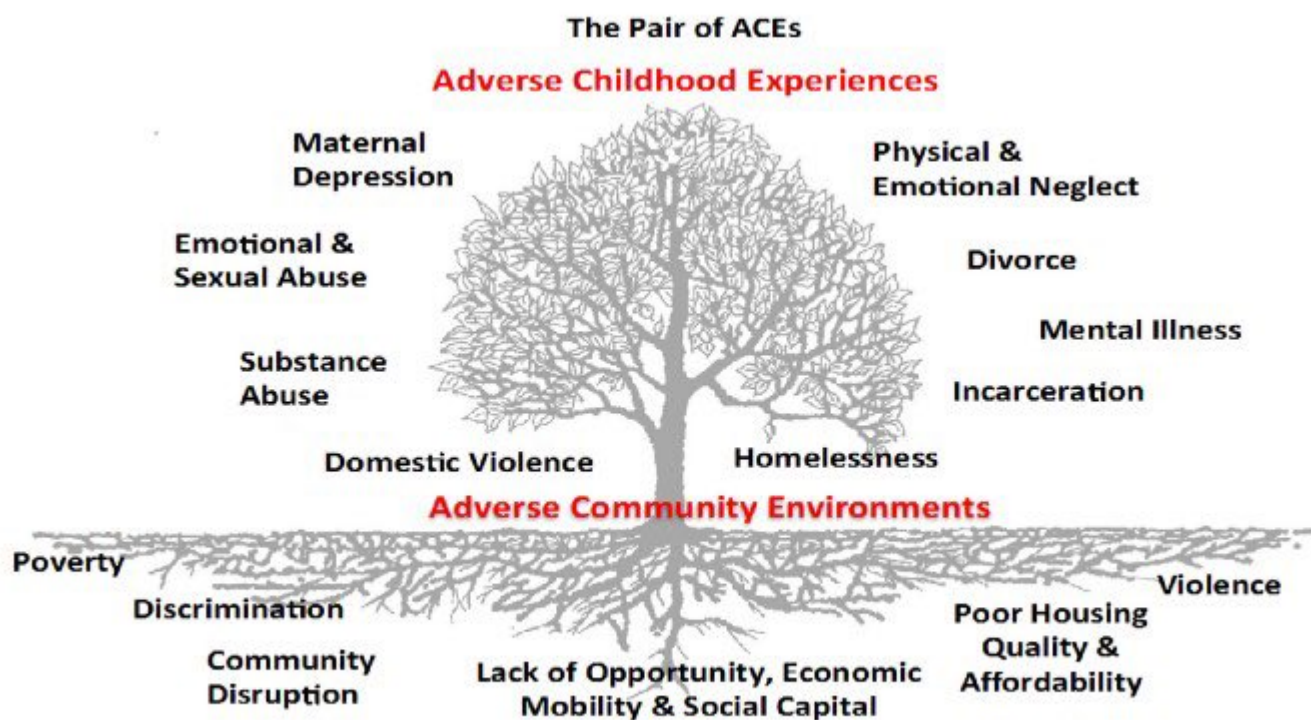 The Pair of ACEs
Adverse Childhood Experiences
Maternal
Depression
Physical &
Emotional Neglect
Emotional &
Sexual Abuse
Divorce
Mental Illness
Substance
Abuse
Incarceration
Domestic Violence
Homelessness
Adverse Community Environments
Poverty
Violence
Discrimination
Poor Housing
Quality &
Affordability
Community
Disruption
Lack of Opportunity, Economic
Mobility & Social Capital